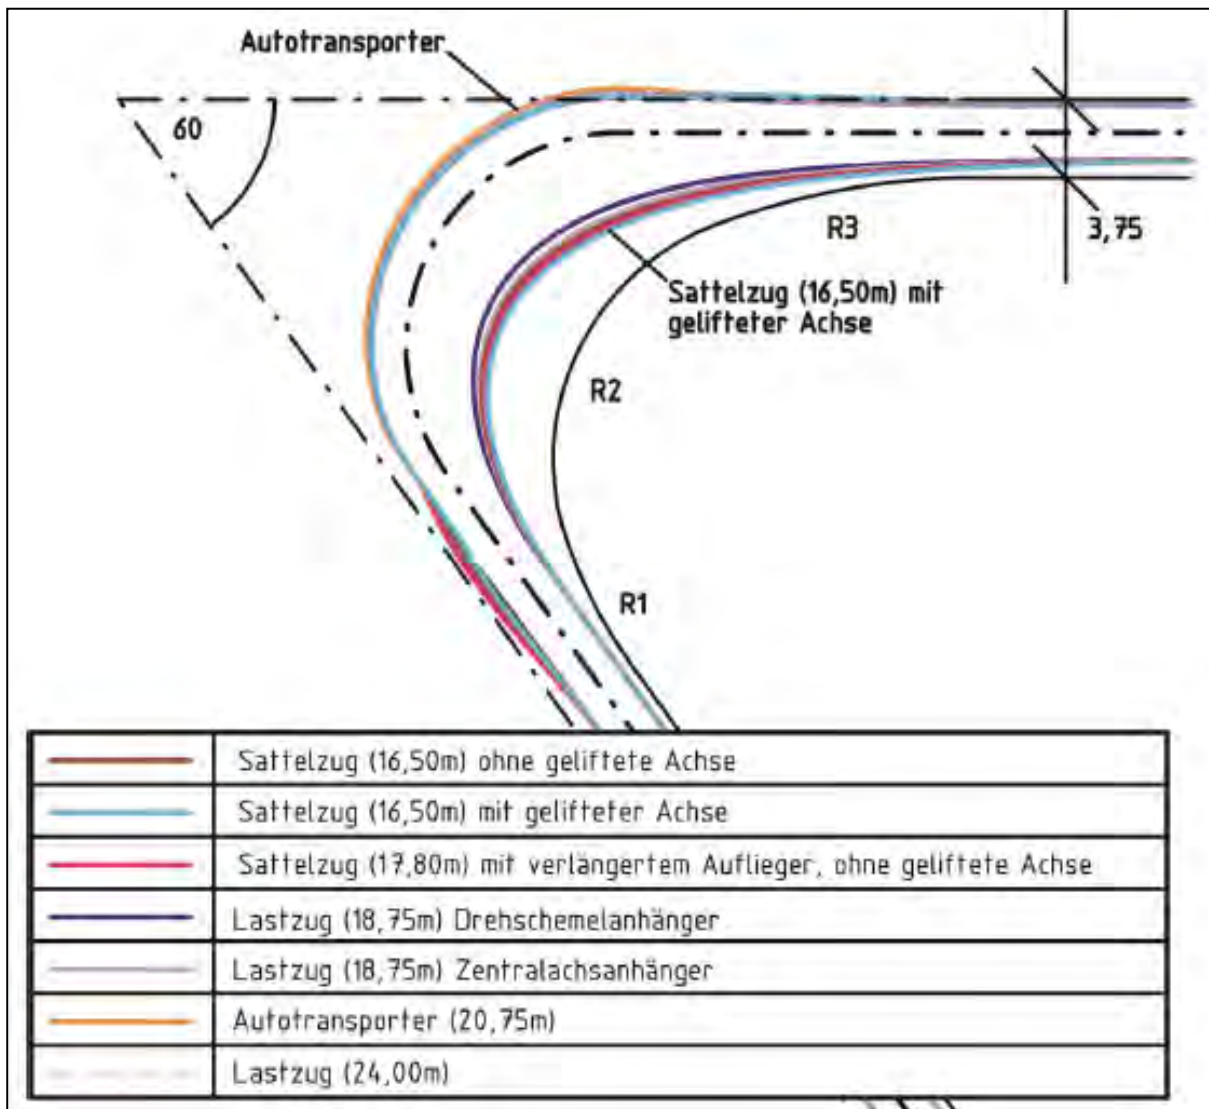 Autotransporter
60
R3
3,75
Sattelzug (16,50m) mit
gelifteter Achse
R2
R1
Sattelzug (16,50m) ohne geliftete Achse
Sattelzug (16,50m) mit gelifteter Achse
Sattelzug (17,80m) mit verlängertem Auflieger, ohne geliftete Achse
Lastzug (18,75m) Drehschemelanhänger
Lastzug (18,75m) Zentralachsanhänger
Autotransporter (20,75m)
Lastzug (24,00m)